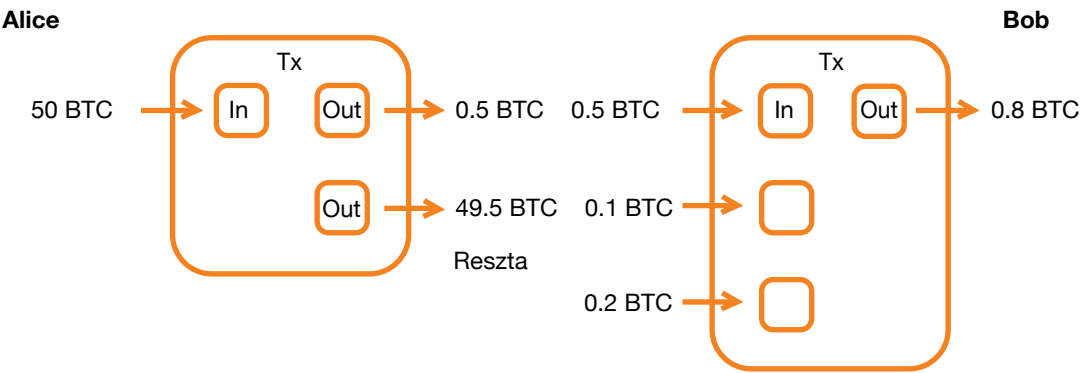 Alice
Bob
Tx
Tx
50 BTC
In
Out
0.5 BTC
0.5 BTC
In
Out
0.8 BTC
Out
49.5 BTC
0.1 BTC
Reszta
0.2 BTC